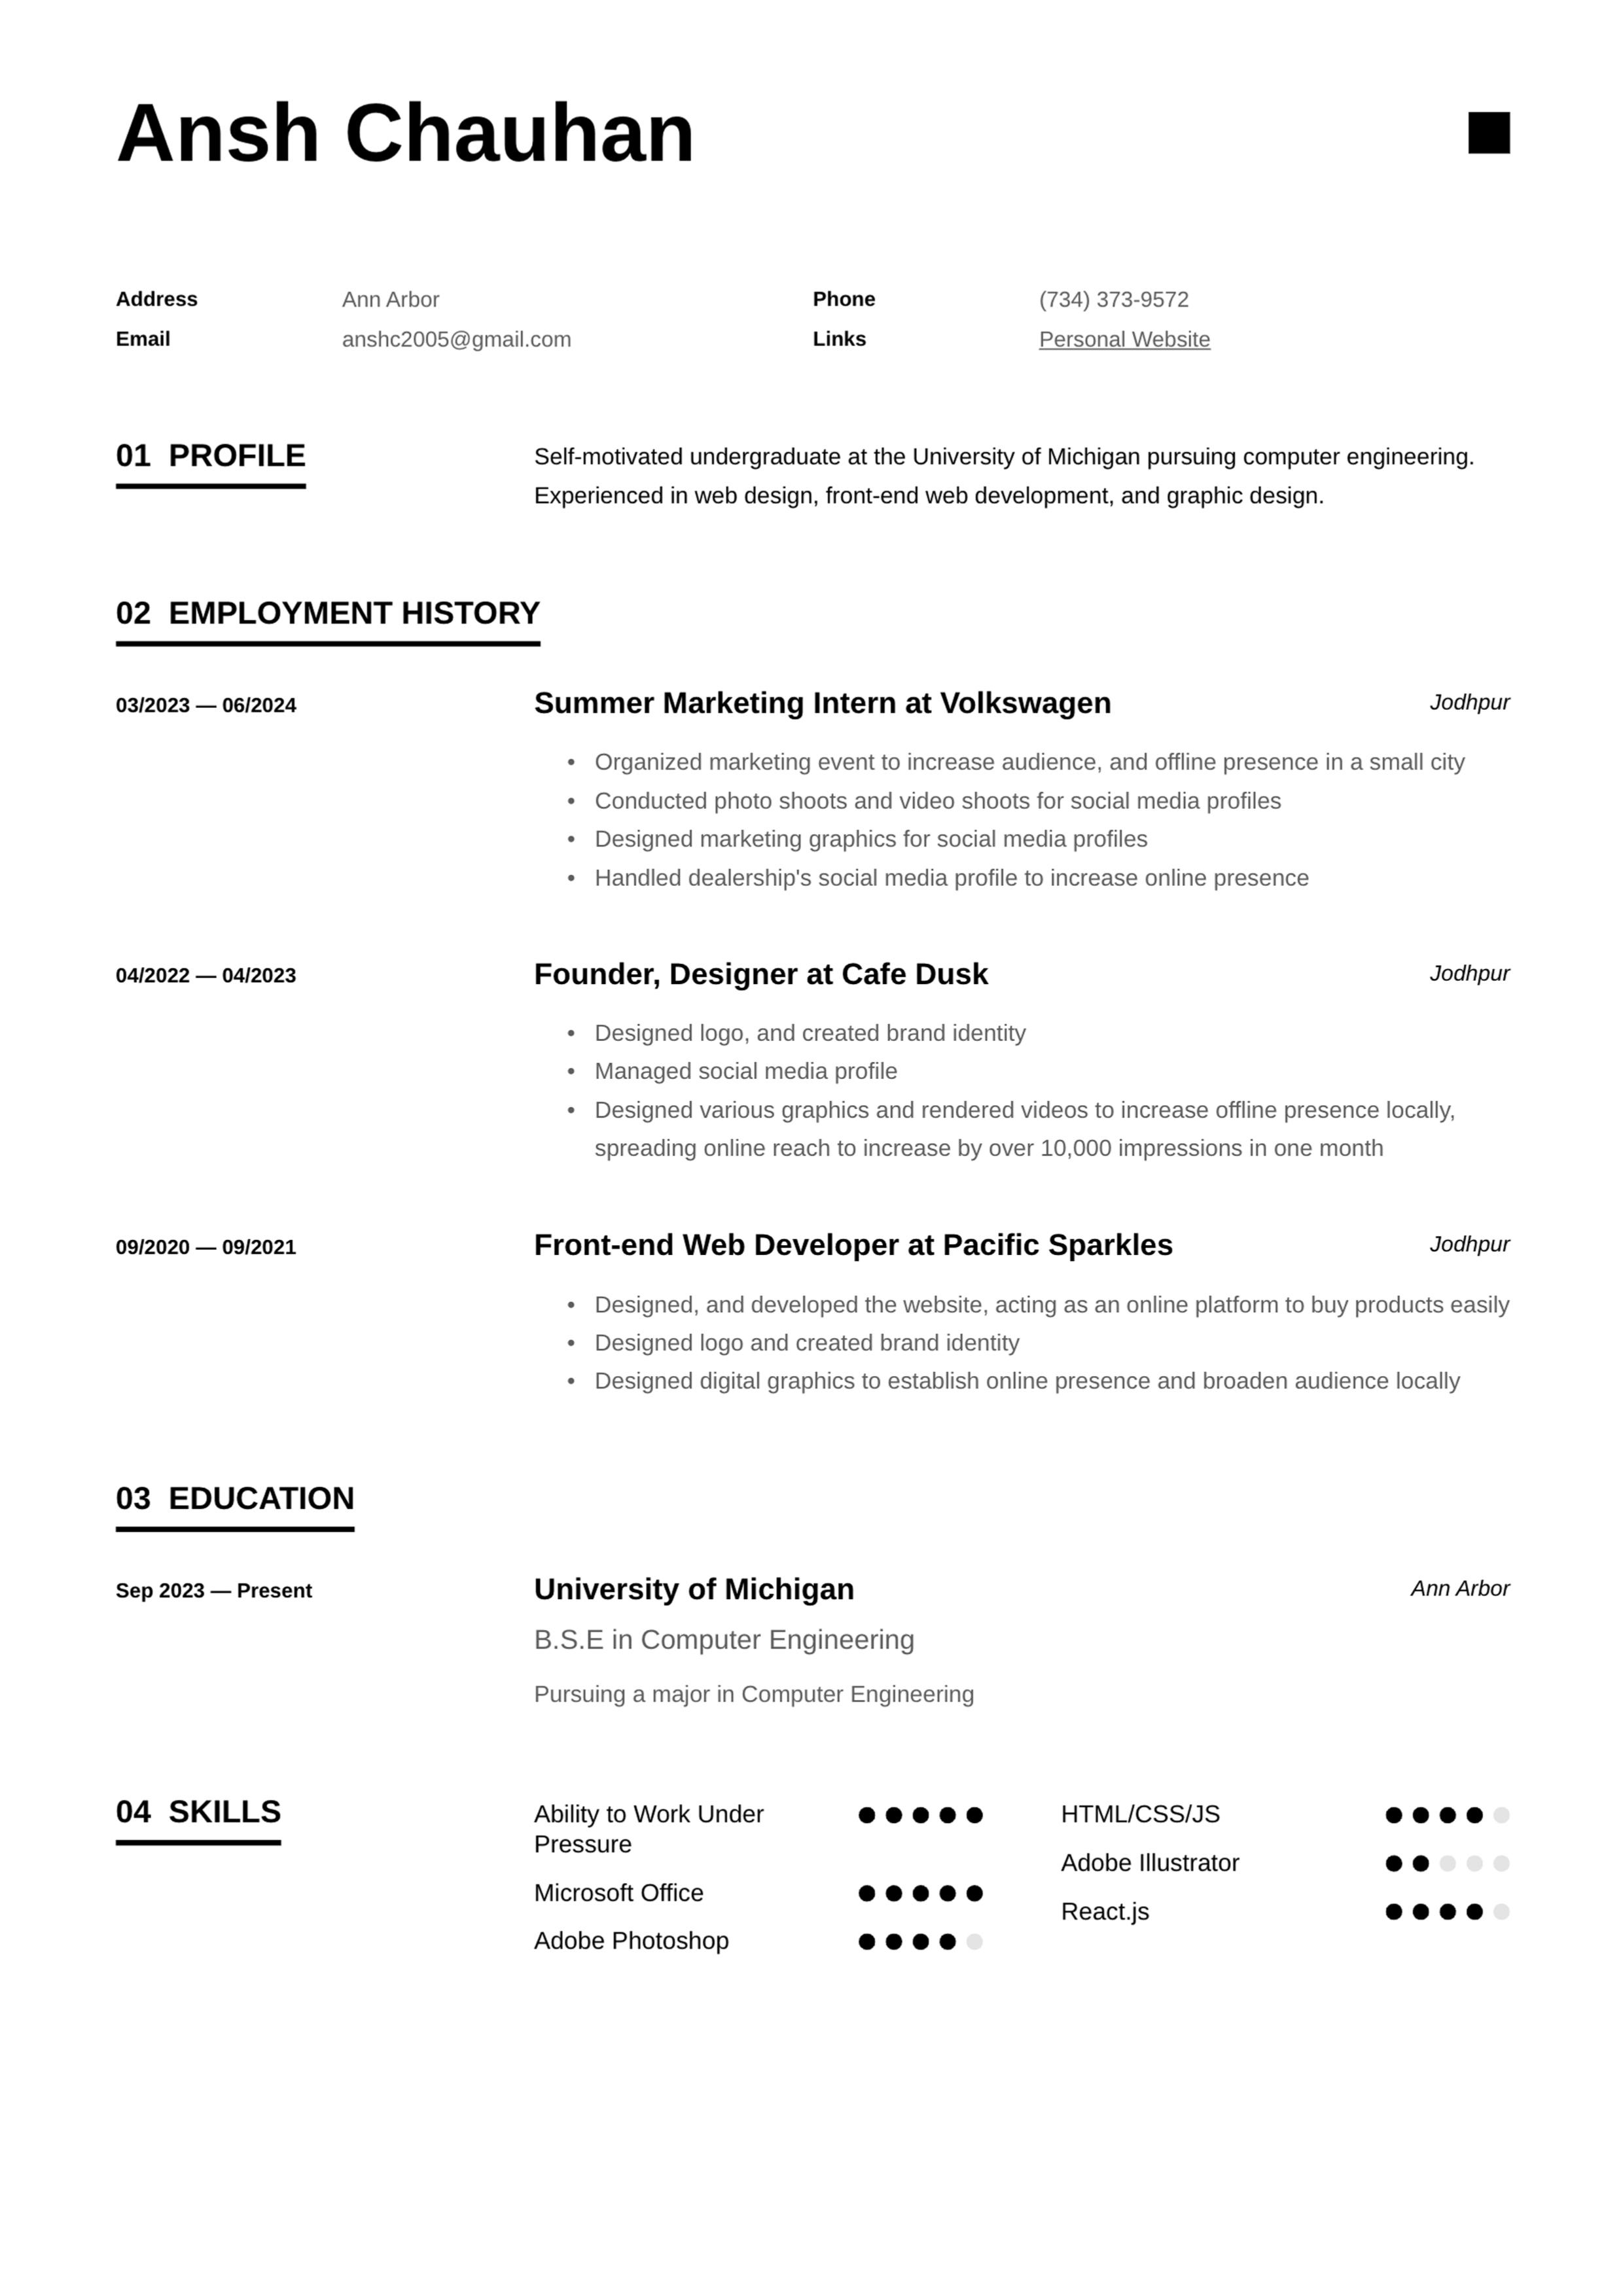 Ansh Chauhan
Address Ann Arbor Phone (734) 373-9572
Email anshc2005@gmail.com Links Personal Website
01 PROFILE Self-motivated undergraduate at the University of Michigan pursuing computer engineering.
Experienced in web design, front-end web development, and graphic design.
02 EMPLOYMENT HISTORY
03/2023 — 06/2024 Summer Marketing Intern at Volkswagen Jodhpur
• Organized marketing event to increase audience, and offline presence in a small city
• Conducted photo shoots and video shoots for social media profiles
• Designed marketing graphics for social media profiles
• Handled dealership's social media profile to increase online presence
04/2022 — 04/2023 Founder, Designer at Cafe Dusk Jodhpur
• Designed logo, and created brand identity
• Managed social media profile
• Designed various graphics and rendered videos to increase offline presence locally,
spreading online reach to increase by over 10,000 impressions in one month
09/2020 — 09/2021 Front-end Web Developer at Pacific Sparkles Jodhpur
• Designed, and developed the website, acting as an online platform to buy products easily
• Designed logo and created brand identity
• Designed digital graphics to establish online presence and broaden audience locally
03 EDUCATION
Sep 2023 — Present University of Michigan Ann Arbor
B.S.E in Computer Engineering
Pursuing a major in Computer Engineering
04 SKILLS
Ability to Work Under
Pressure
Microsoft Office
Adobe Photoshop
HTML/CSS/JS
Adobe Illustrator
React.js